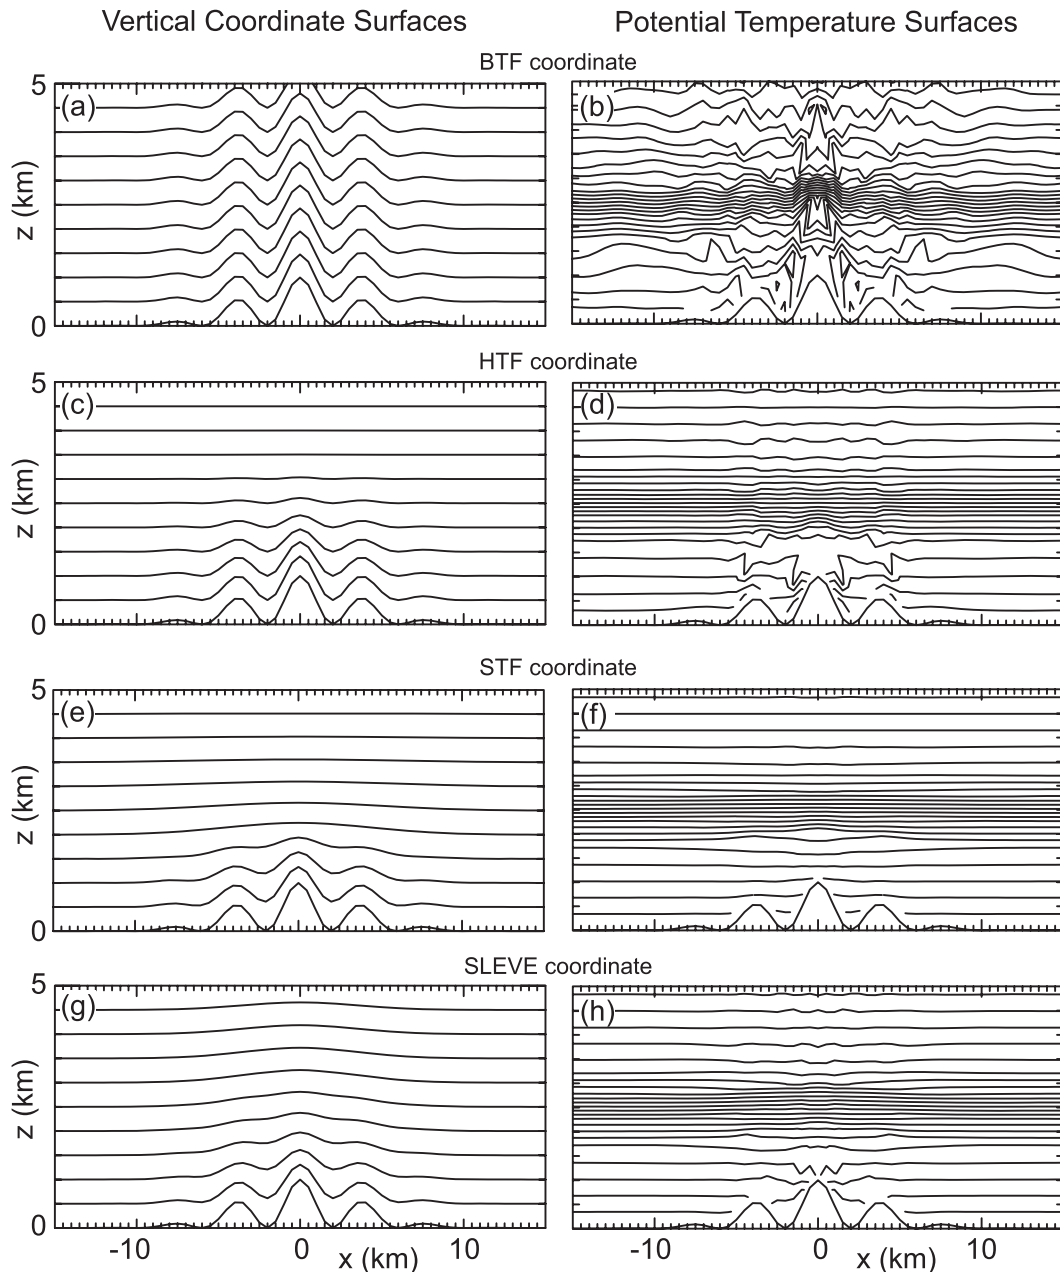 Vertical Coordinate Surfaces Potential Temperature Surfaces
BTF coordinate
5
(a) (b)
z (km)
0
HTF coordinate
5
(c) (d)
z (km)
0
STF coordinate
5
(e) (f)
z (km)
0
SLEVE coordinate
5
(g) (h)
z (km)
0
-10 0 10 -10 0 10
x (km) x (km)